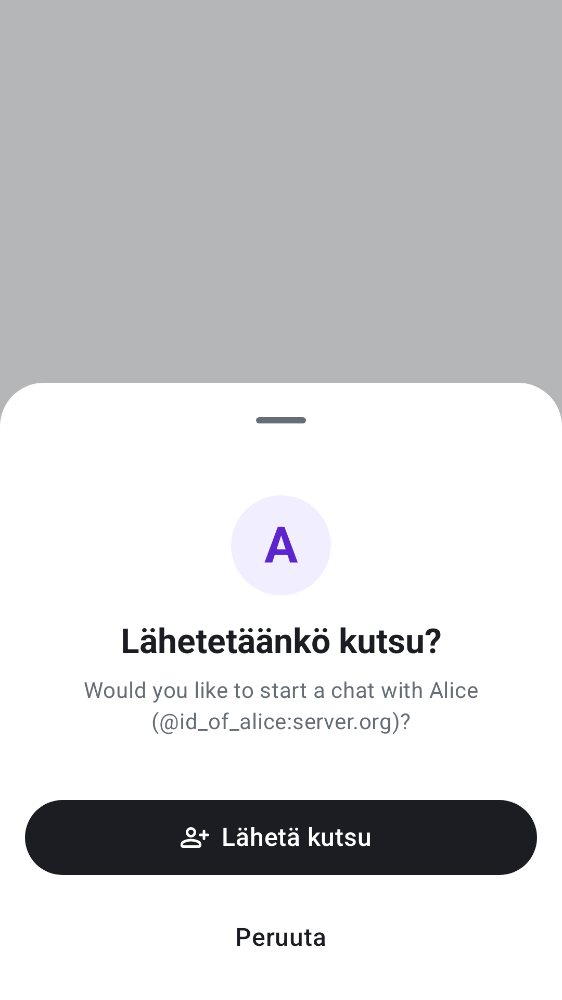 A
Lähetetäänkö kutsu?
Would you like to start a chat with Alice
(@id_of_alice:server.org)?
Lähetä kutsu
Peruuta